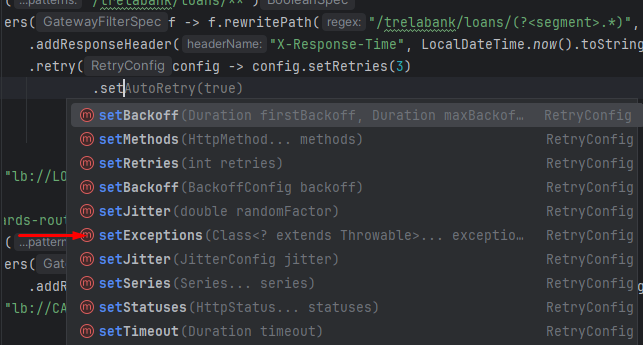 ...pattems: "/trelabank/loans/**") BooleanSpec
ers( GatewayFilterSpec f -> f.rewritePath( regex: "/trelabank/loans/(?<segment>.*)",
.addResponseHeader( headerName: "X-Response-Time", LocalDateTime.now().toString
.retry( RetryConfig config -> config.setRetries(3)
.setAutoRetry(true)
setBackoff(Duration firstBackoff, Duration maxBackof… RetryConfig
setMethods(HttpMethod... methods) RetryConfig
setRetries(int retries) RetryConfig
"lb://LO
setBackoff(BackoffConfig backoff) RetryConfig
setJitter(double randomFactor) RetryConfig
ards-rout
setExceptions(Class<? extends Throwable>... exceptio… RetryConfig
( ...pattern
setJitter(JitterConfig jitter) RetryConfig
ers( Gat
setSeries(Series... series) RetryConfig
.addR
setStatuses(HttpStatus... statuses) RetryConfig
"lb://CA
setTimeout(Duration timeout) RetryConfig